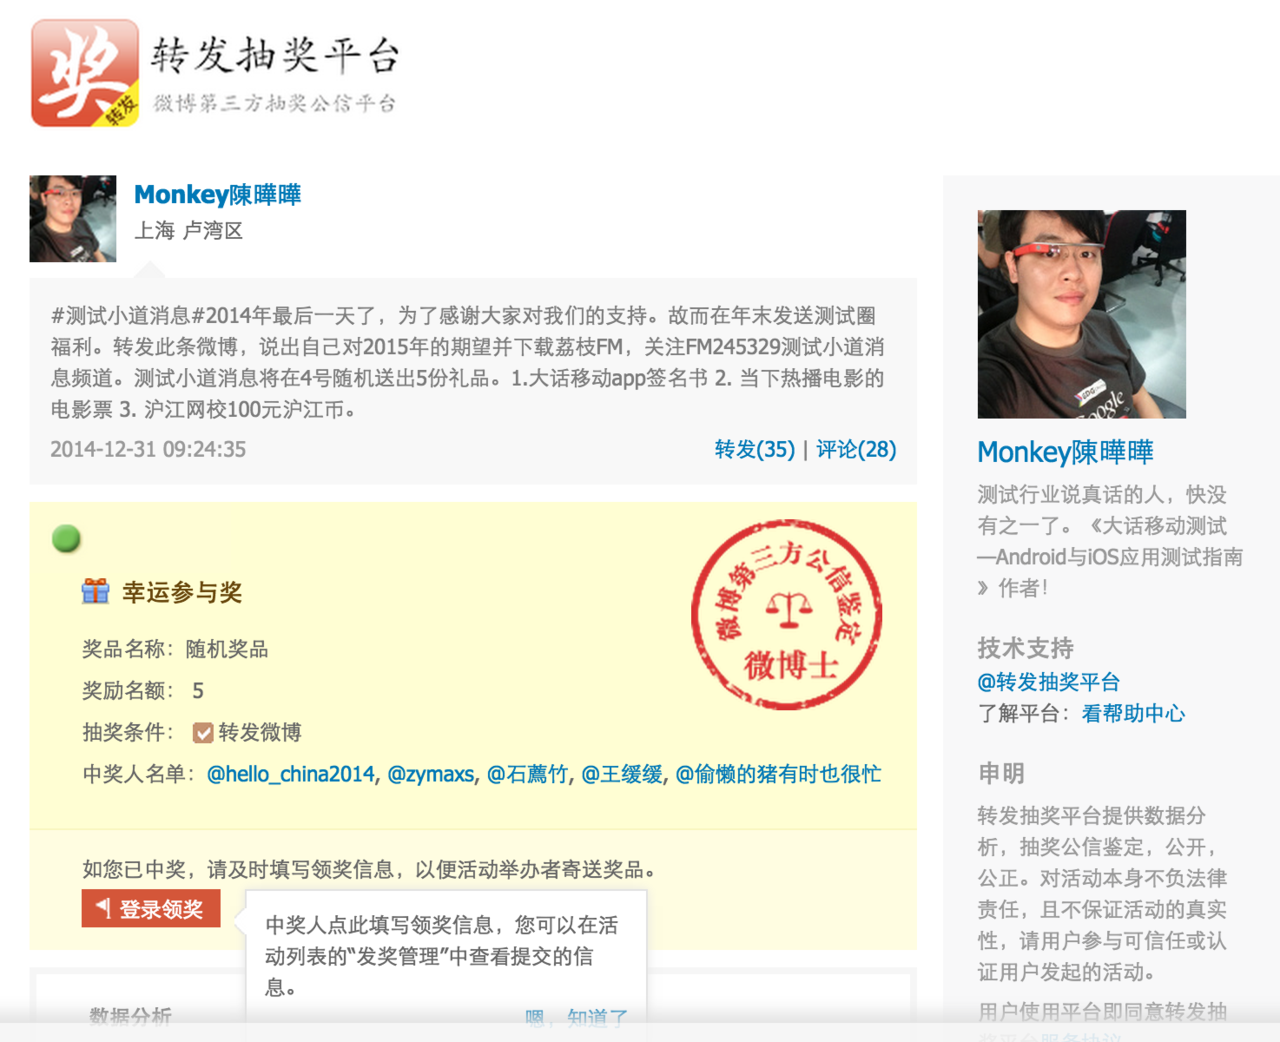 奖
转发
转发抽奖平台
微博第三方抽奖公信平台
Monkey陳曄曄
上海 卢湾区
#测试小道消息#2014年最后一天了，为了感谢大家对我们的支持。故而在年末发送测试圈
福利。转发此条微博，说出自己对2015年的期望并下载荔枝FM，关注FM245329测试小道消
息频道。测试小道消息将在4号随机送出5份礼品。1.大话移动app签名书 2. 当下热播电影的
电影票 3. 沪江网校100元沪江币。
2014-12-31 09:24:35
转发(35) | 评论(28)
幸运参与奖
奖品名称：随机奖品
奖励名额： 5
抽奖条件： 转发微博
中奖人名单：@hello_china2014, @zymaxs, @石薦竹, @王缓缓, @偷懒的猪有时也很忙
微博第三方公信鉴定
微博士
如您已中奖，请及时填写领奖信息，以便活动举办者寄送奖品。
登录领奖
中奖人点此填写领奖信息，您可以在活
动列表的“发奖管理”中查看提交的信
息。
嗯，知道了
数据分析
Google
Monkey陳曄曄
测试行业说真话的人，快没
有之一了。《大话移动测试
—Android与iOS应用测试指南
》作者！
技术支持
@转发抽奖平台
了解平台：看帮助中心
申明
转发抽奖平台提供数据分
析，抽奖公信鉴定，公开，
公正。对活动本身不负法律
责任，且不保证活动的真实
性，请用户参与可信任或认
证用户发起的活动。
用户使用平台即同意转发抽
奖平台服务协议